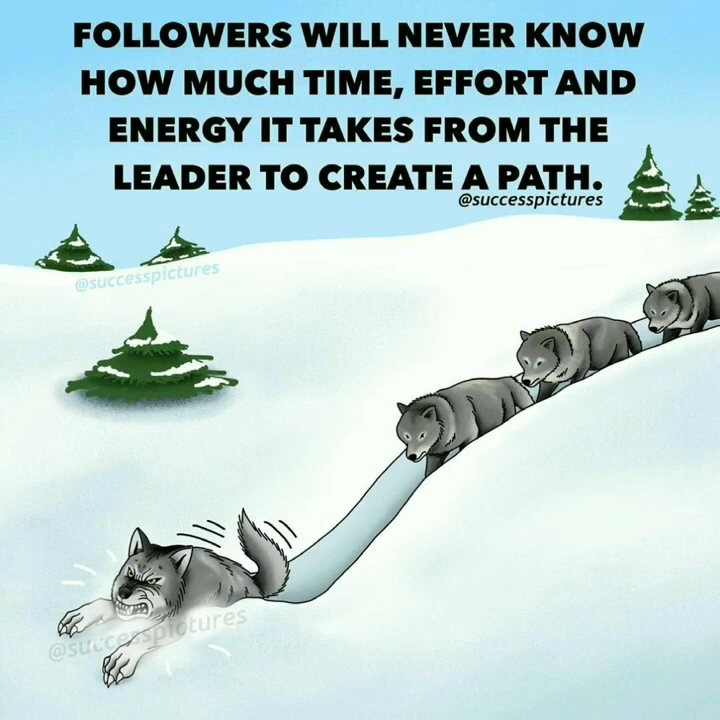 FOLLOWERS WILL NEVER KNOW
HOW MUCH TIME, EFFORT AND
ENERGY IT TAKES FROM THE
LEADER TO CREATE A PATH.
@successpictures
@successpictures
@successpictures